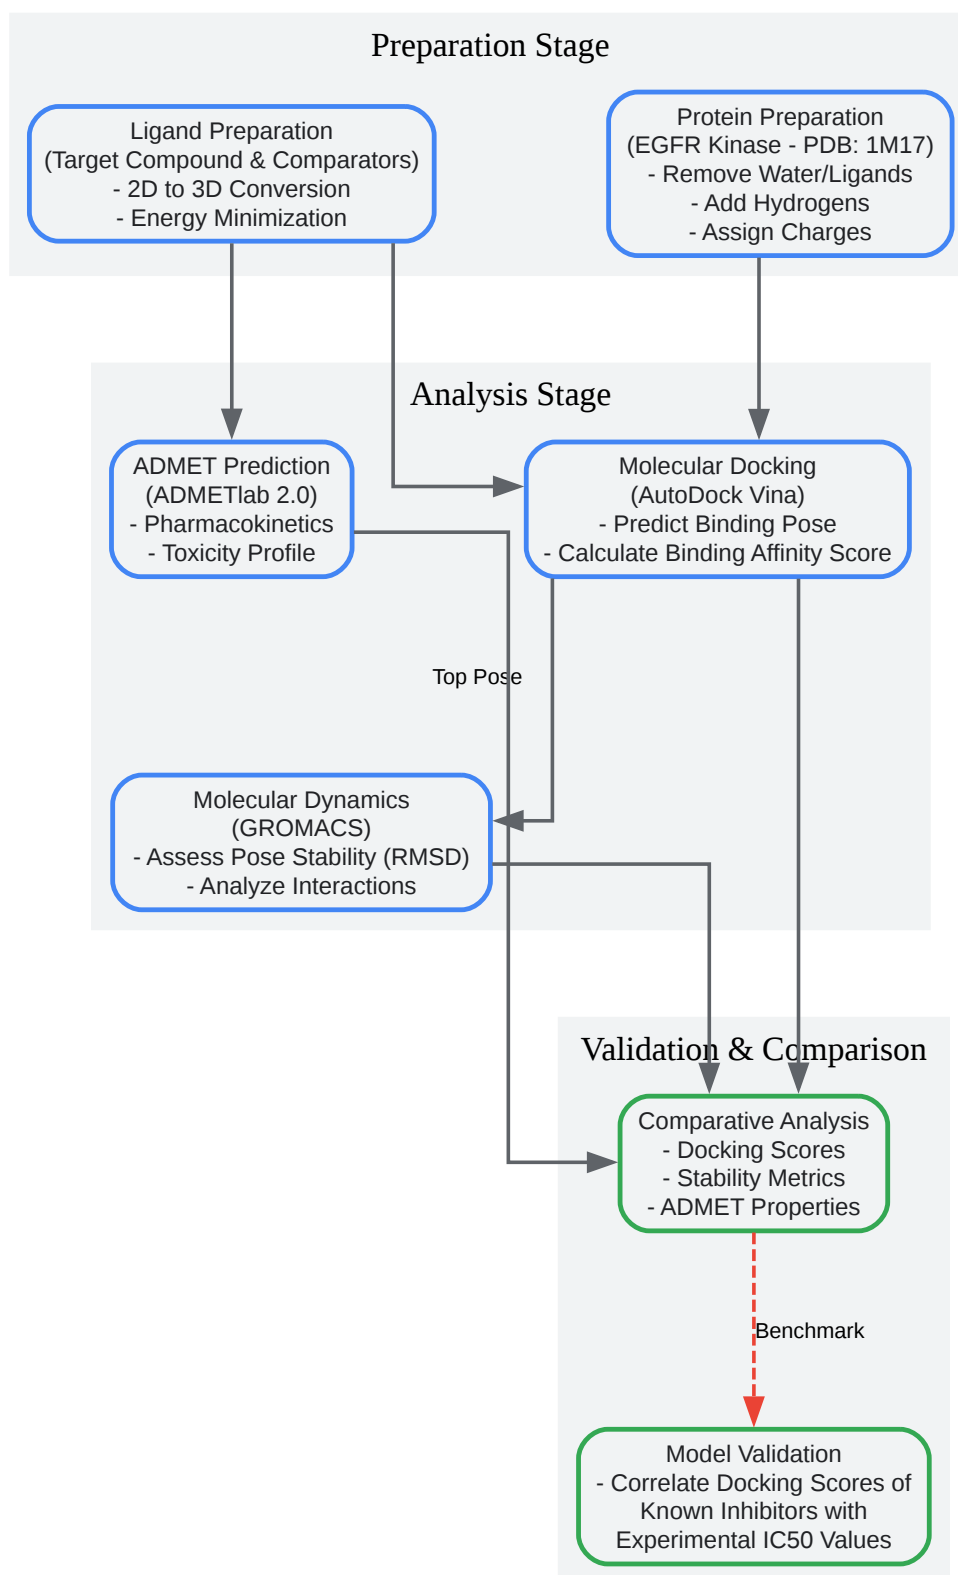 Preparation Stage
Ligand Preparation
(Target Compound & Comparators)
- 2D to 3D Conversion
- Energy Minimization
Protein Preparation
(EGFR Kinase - PDB: 1M17)
- Remove Water/Ligands
- Add Hydrogens
- Assign Charges
Analysis Stage
ADMET Prediction
(ADMETlab 2.0)
- Pharmacokinetics
- Toxicity Profile
Molecular Docking
(AutoDock Vina)
- Predict Binding Pose
- Calculate Binding Affinity Score
Top Pose
Molecular Dynamics
(GROMACS)
- Assess Pose Stability (RMSD)
- Analyze Interactions
Validation & Comparison
Comparative Analysis
- Docking Scores
- Stability Metrics
- ADMET Properties
Benchmark
Model Validation
- Correlate Docking Scores of
Known Inhibitors with
Experimental IC50 Values